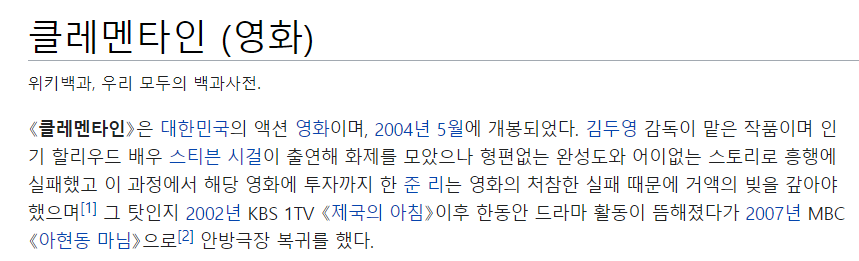 클레멘타인 (영화)
위키백과, 우리 모두의 백과사전.
《클레멘타인》은 대한민국의 액션 영화이며, 2004년 5월에 개봉되었다. 김두영 감독이 맡은 작품이며 인
기 할리우드 배우 스티븐 시걸이 출연해 화제를 모았으나 형편없는 완성도와 어이없는 스토리로 흥행에
실패했고 이 과정에서 해당 영화에 투자까지 한 준 리는 영화의 처참한 실패 때문에 거액의 빚을 갚아야
했으며[1] 그 탓인지 2002년 KBS 1TV 《제국의 아침》이후 한동안 드라마 활동이 뜸해졌다가 2007년 MBC
《아현동 마님》으로[2] 안방극장 복귀를 했다.